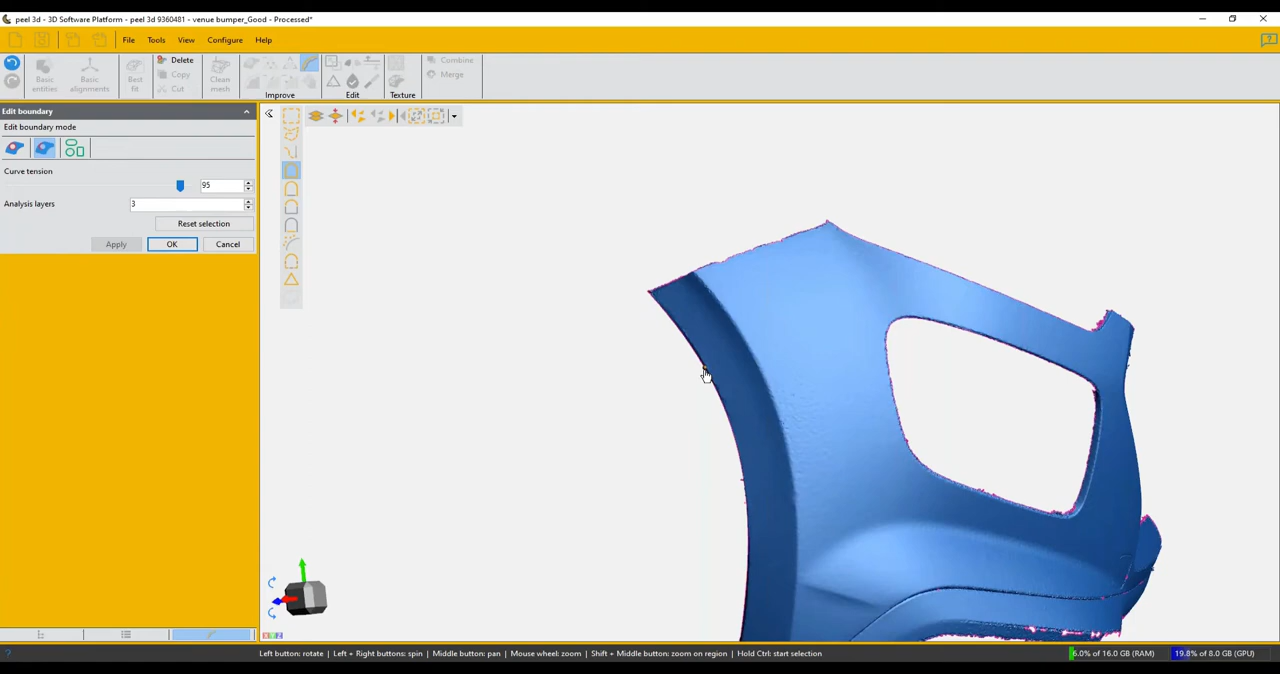 peel 3d - 3D Software Platform - peel 3d 9360481 - venue bumper_Good - Processed*
File Tools View Configure Help
Delete
Copy
Cut
Basic entities
Basic alignments
Best fit
Clean mesh
Improve
Edit
Texture
Combine
Merge
Edit boundary
Edit boundary mode
Curve tension
95
Analysis layers
3
Reset selection
Apply OK Cancel
X Y Z
Left button: rotate | Left + Right buttons: spin | Middle button: pan | Mouse wheel: zoom | Shift + Middle button: zoom on region | Hold Ctrl: start selection
6.0% of 16.0 GB (RAM) 19.8% of 8.0 GB (GPU)